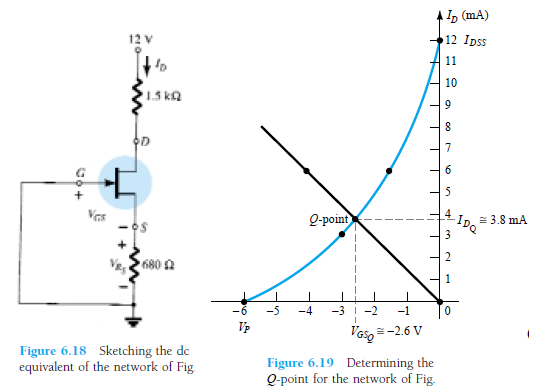 12 V
I_D
1.5 kΩ
D
G
+
V_GS
−
S
+
V_RS
680 Ω
−
Figure 6.18 Sketching the dc
equivalent of the network of Fig
I_D (mA)
12 I_DSS
11
10
9
8
7
6
5
4
3
2
1
0
Q-point
I_DQ ≅ 3.8 mA
−6 −5 −4 −3 −2 −1
V_P
V_GSQ ≅ −2.6 V
Figure 6.19 Determining the
Q-point for the network of Fig.